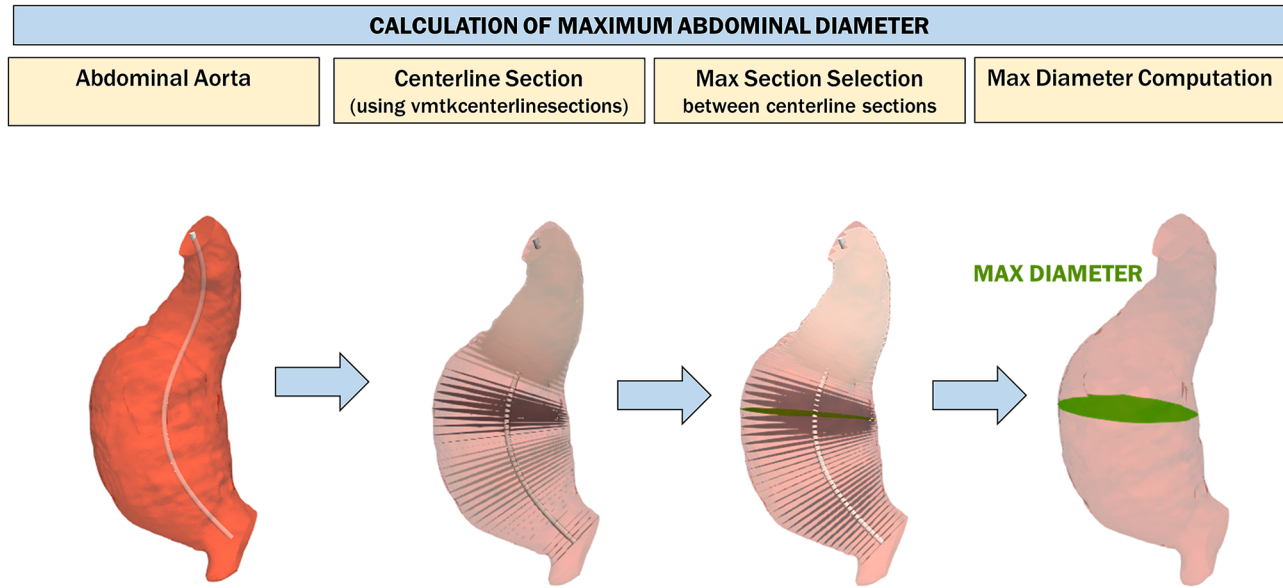 CALCULATION OF MAXIMUM ABDOMINAL DIAMETER
Abdominal Aorta
Centerline Section
(using vmtkcenterlinesections)
Max Section Selection
between centerline sections
Max Diameter Computation
MAX DIAMETER